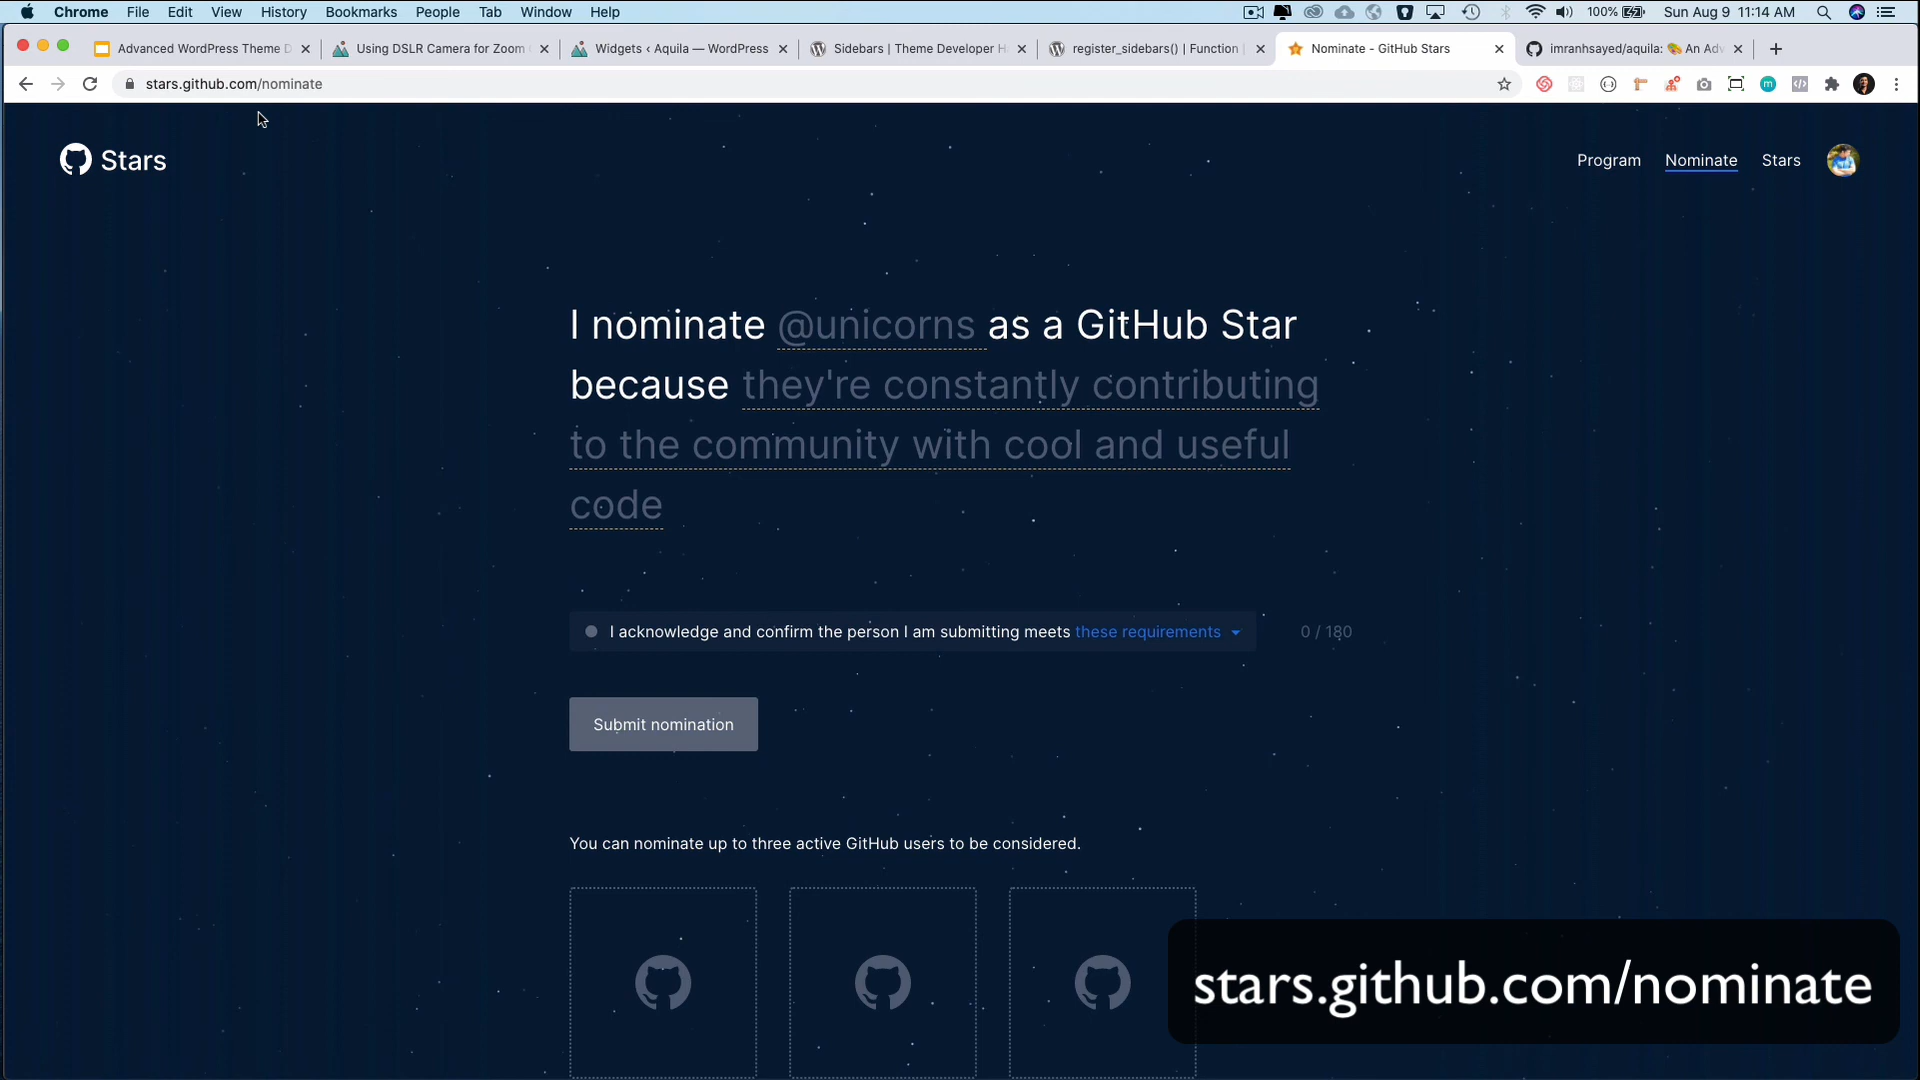 Chrome File Edit View History Bookmarks People Tab Window Help 100% Sun Aug 9 11:14 AM
Advanced WordPress Theme D Using DSLR Camera for Zoom Widgets ‹ Aquila — WordPress Sidebars | Theme Developer H register_sidebars() | Function Nominate - GitHub Stars imranhsayed/aquila: An Adv
stars.github.com/nominate
Stars Program Nominate Stars
I nominate @unicorns as a GitHub Star
because they're constantly contributing
to the community with cool and useful
code
I acknowledge and confirm the person I am submitting meets these requirements 0 / 180
Submit nomination
You can nominate up to three active GitHub users to be considered.
stars.github.com/nominate